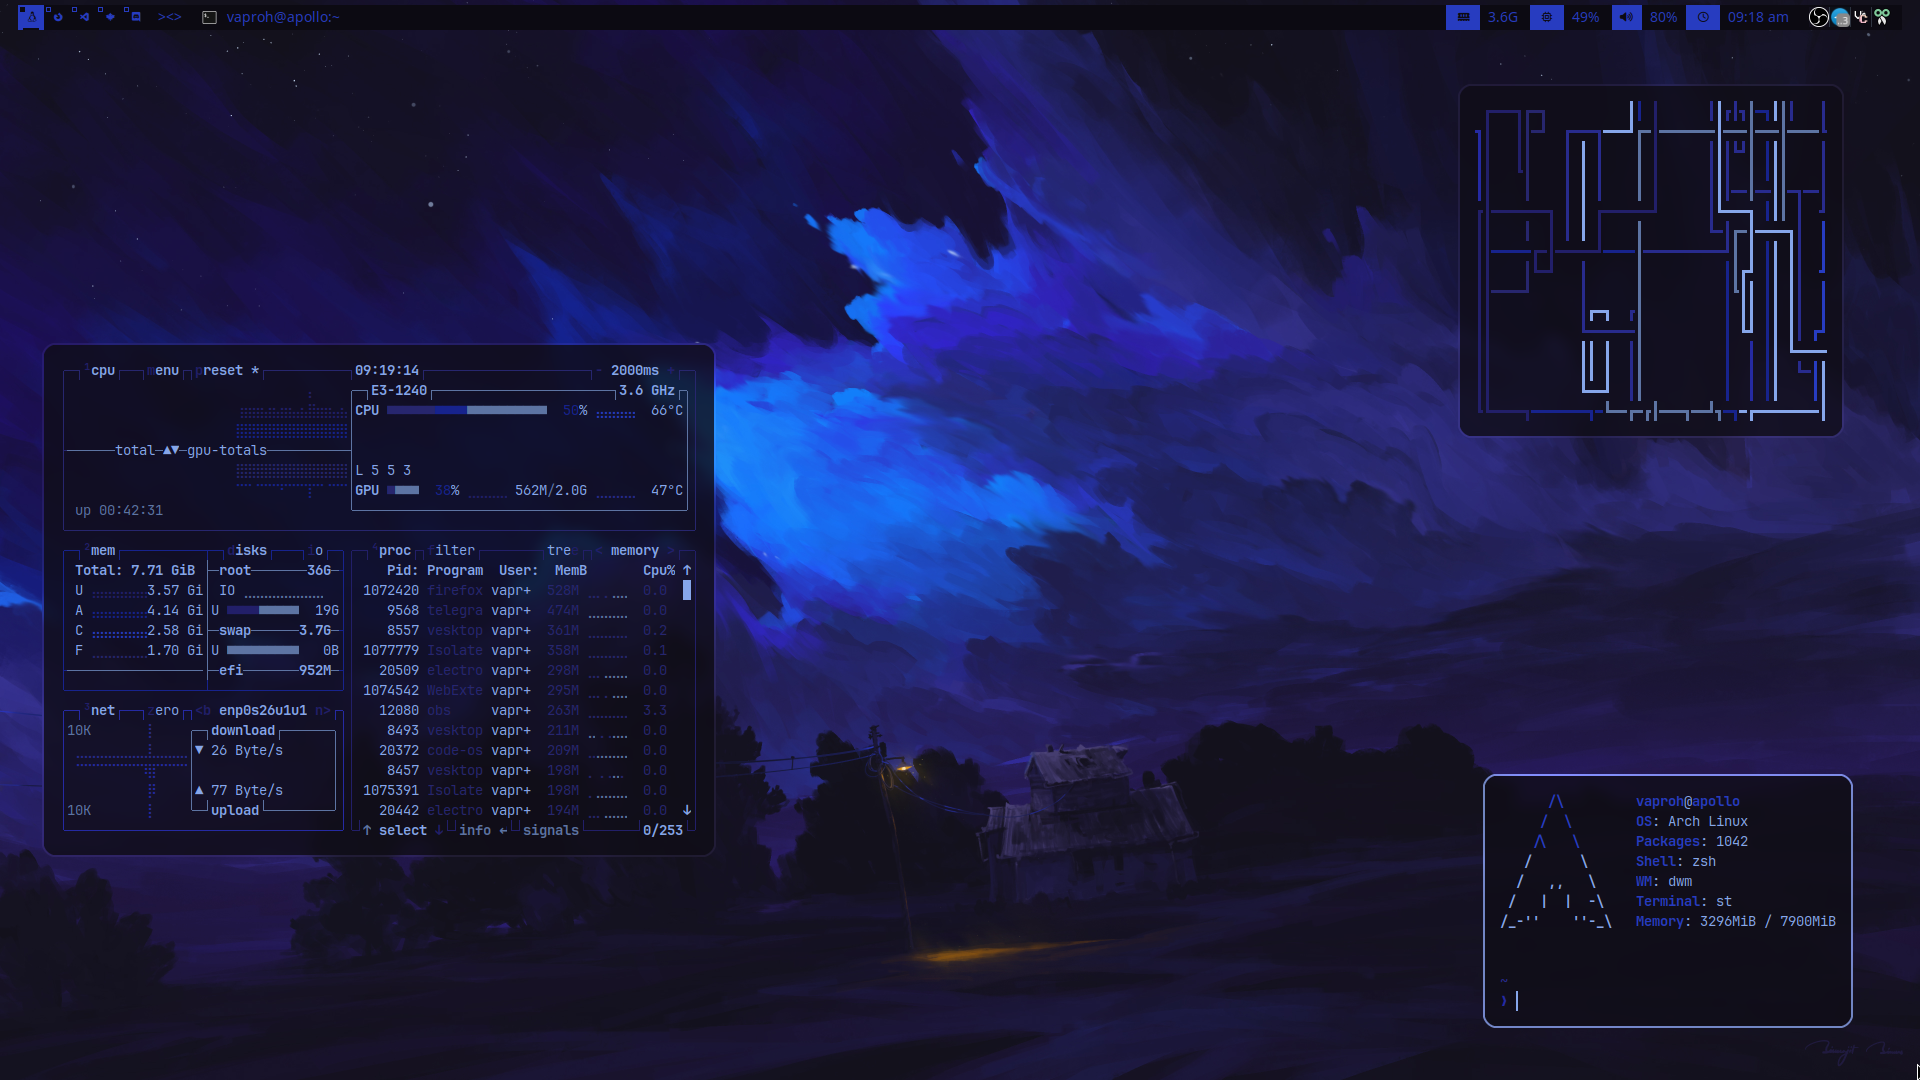 ><> vaproh@apollo:~ 3.6G 49% 80% 09:18 am
cpu menu preset * 09:19:14 - 2000ms +
E3-1240 3.6 GHz
CPU 50% 66°C
total ▲▼ gpu-totals
L 5 5 3
GPU 38% 562M/2.0G 47°C
up 00:42:31
mem disks io
Total: 7.71 GiB root 36G
U 3.57 Gi IO
A 4.14 Gi U 19G
C 2.58 Gi swap 3.7G
F 1.70 Gi U 0B
efi 952M
net zero <b enp0s26u1u1 n>
10K download
▼ 26 Byte/s
▲ 77 Byte/s
10K upload
proc filter tree < memory >
Pid: Program User: MemB Cpu% ↑
1072420 firefox vapr+ 528M 0.0
9568 telegra vapr+ 474M 0.0
8557 vesktop vapr+ 361M 0.2
1077779 Isolate vapr+ 358M 0.1
20509 electro vapr+ 298M 0.0
1074542 WebExte vapr+ 295M 0.0
12080 obs vapr+ 263M 3.3
8493 vesktop vapr+ 211M 0.0
20372 code-os vapr+ 209M 0.0
8457 vesktop vapr+ 198M 0.0
1075391 Isolate vapr+ 198M 0.0
20442 electro vapr+ 194M 0.0 ↓
↑ select ↓ info ↵ signals 0/253
vaproh@apollo
OS: Arch Linux
Packages: 1042
Shell: zsh
WM: dwm
Terminal: st
Memory: 3296MiB / 7900MiB
~
❯